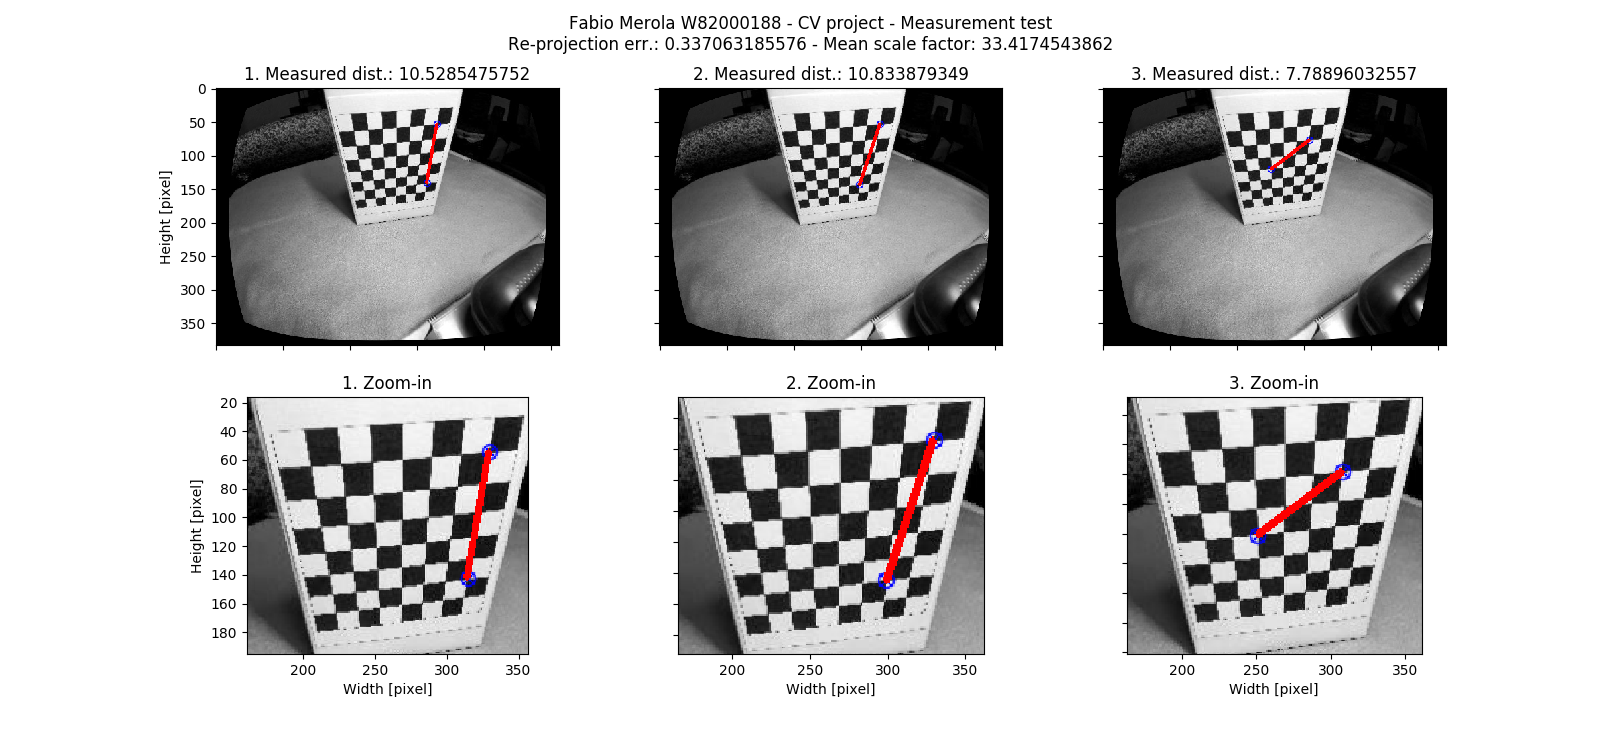 Fabio Merola W82000188 - CV project - Measurement test
Re-projection err.: 0.337063185576 - Mean scale factor: 33.4174543862
1. Measured dist.: 10.5285475752
2. Measured dist.: 10.833879349
3. Measured dist.: 7.78896032557
0
50
100
150
200
250
300
350
Height [pixel]
1. Zoom-in
2. Zoom-in
3. Zoom-in
20
40
60
80
100
120
140
160
180
Height [pixel]
200 250 300 350
200 250 300 350
200 250 300 350
Width [pixel]
Width [pixel]
Width [pixel]